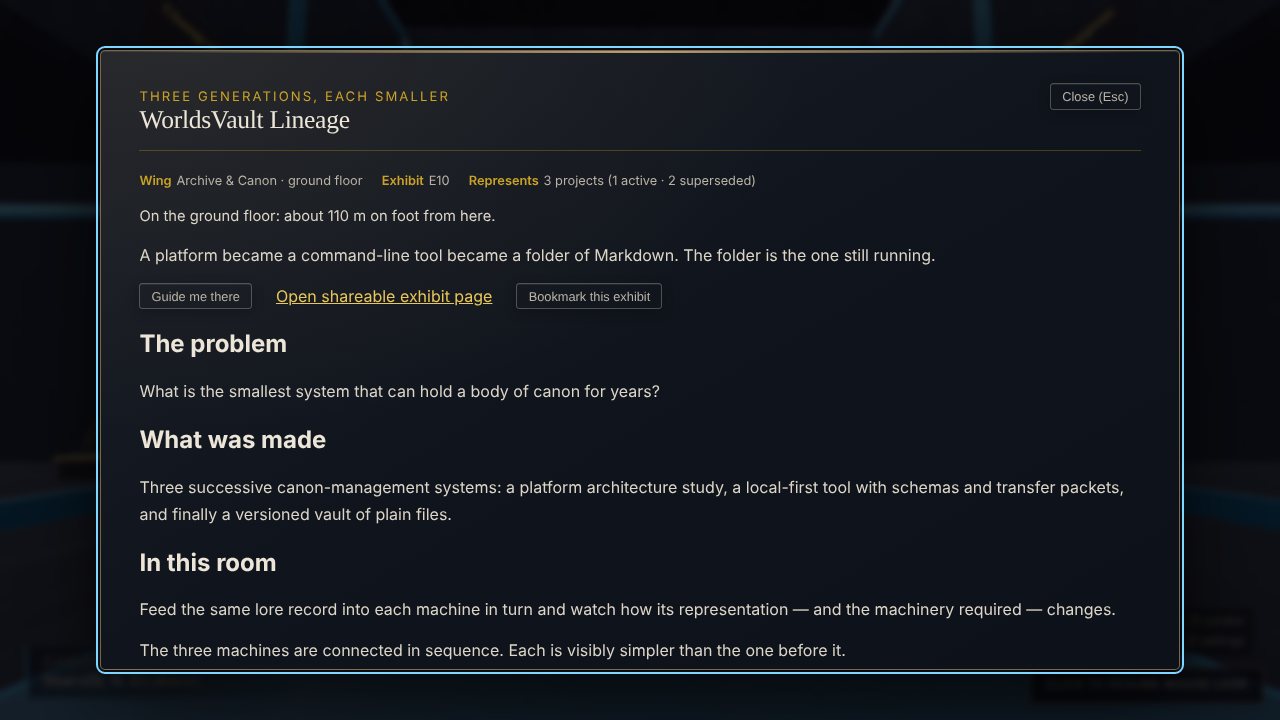 THREE GENERATIONS, EACH SMALLER
WorldsVault Lineage
Close (Esc)
Wing Archive & Canon · ground floor Exhibit E10 Represents 3 projects (1 active · 2 superseded)
On the ground floor: about 110 m on foot from here.
A platform became a command-line tool became a folder of Markdown. The folder is the one still running.
Guide me there Open shareable exhibit page Bookmark this exhibit
The problem
What is the smallest system that can hold a body of canon for years?
What was made
Three successive canon-management systems: a platform architecture study, a local-first tool with schemas and transfer packets,
and finally a versioned vault of plain files.
In this room
Feed the same lore record into each machine in turn and watch how its representation — and the machinery required — changes.
The three machines are connected in sequence. Each is visibly simpler than the one before it.